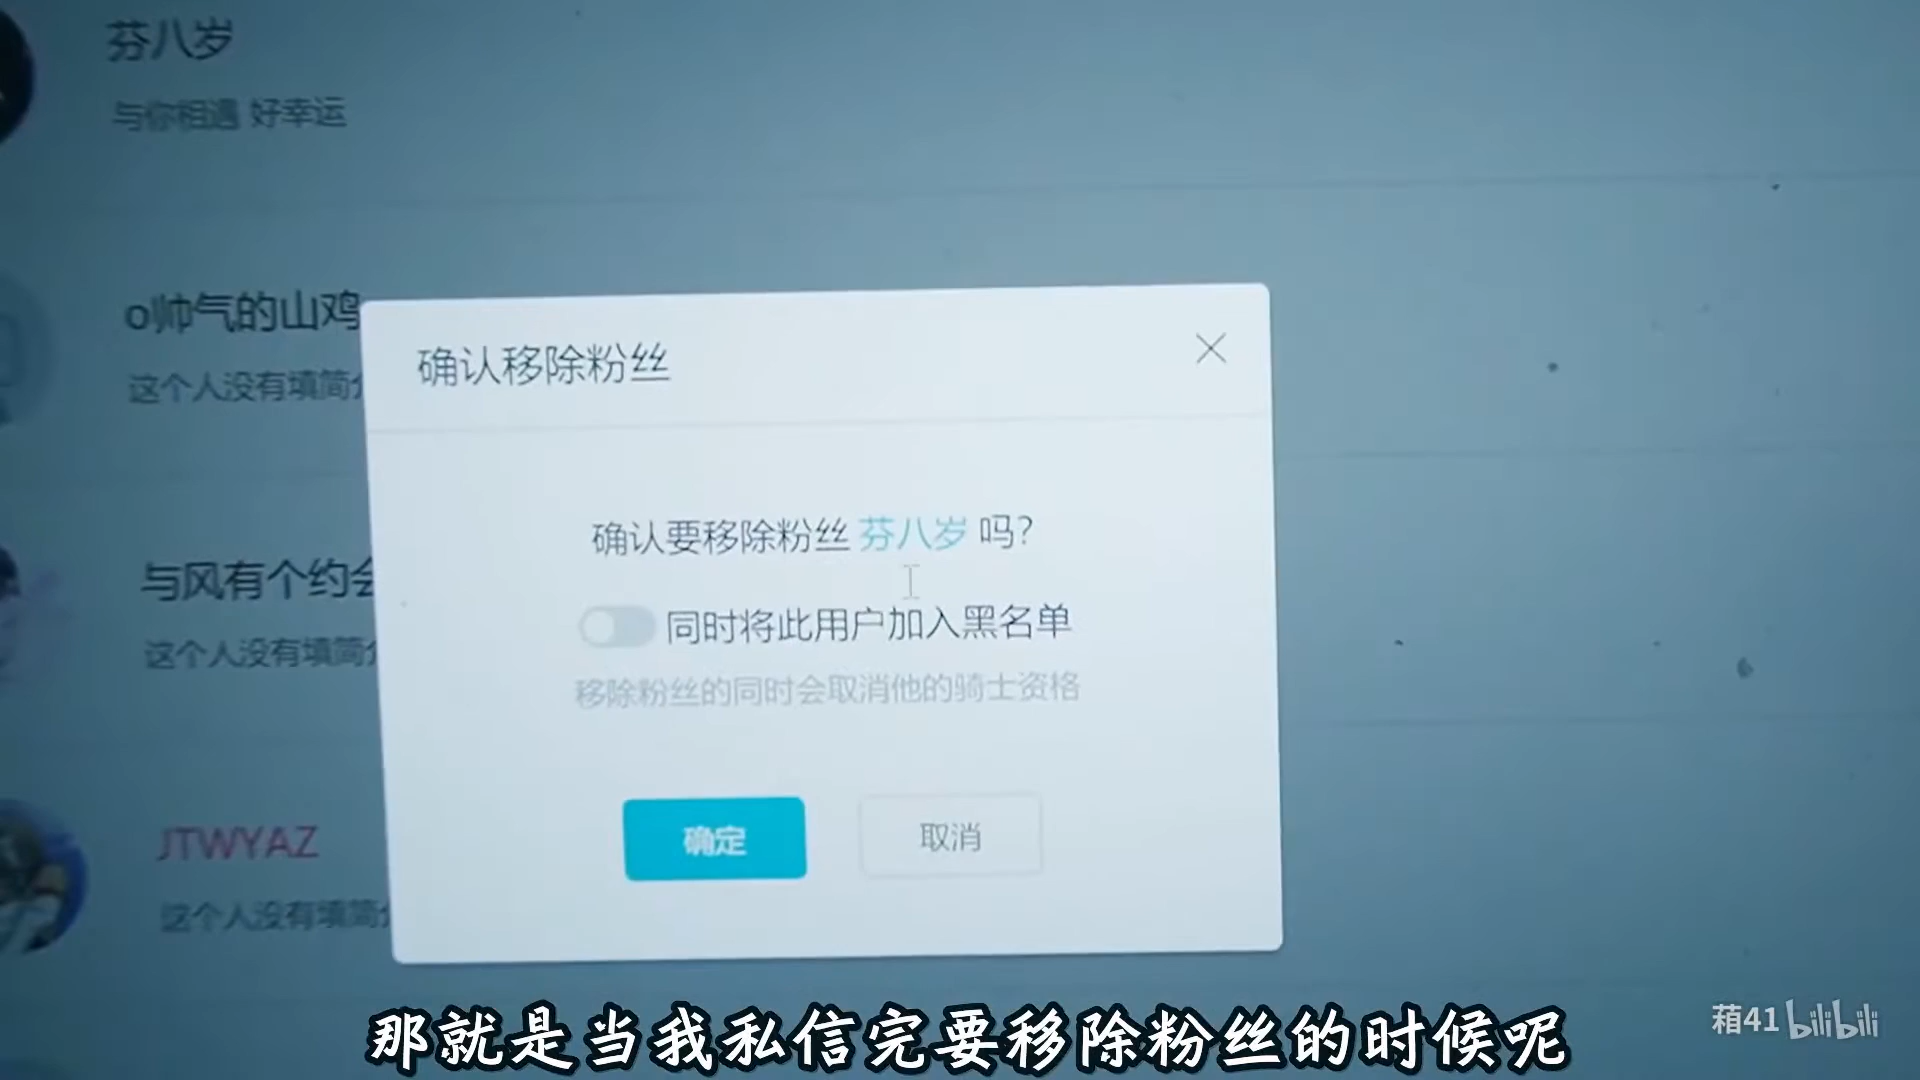 芬八岁
与你相遇 好幸运
o帅气的山鸡
这个人没有填简介
确认移除粉丝
确认要移除粉丝 芬八岁 吗?
同时将此用户加入黑名单
移除粉丝的同时会取消他的骑士资格
与风有个约会
这个人没有填简
确定
取消
JTWYAZ
这个人没有填简
那就是当我私信完要移除粉丝的时候呢
藉41 bilibili